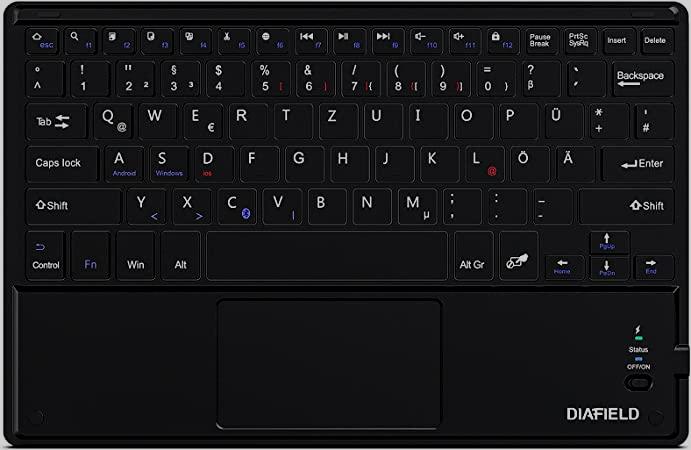 esc f1 f2 f3 f4 f5 f6 f7 f8 f9 f10 f11 f12 Pause Break PrtSc SysRq Insert Delete
° ! " § $ % & / ( ) = ? `
^ 1 2 ² 3 ³ 4 5 [ 6 ] 7 { 8 [ 9 ] 0 } ß ´ Backspace
Tab Q @ W E € R T Z U I O P Ü * + ' #
Caps lock A S D F G H J K L @ Ö Ä Enter
Android Windows ios
Shift Y < X > C V | B N M µ ; , : . _ - Shift
Control Fn Win Alt Alt Gr PgUp
Home PgDn End
Status
OFF/ON
DIAFIELD